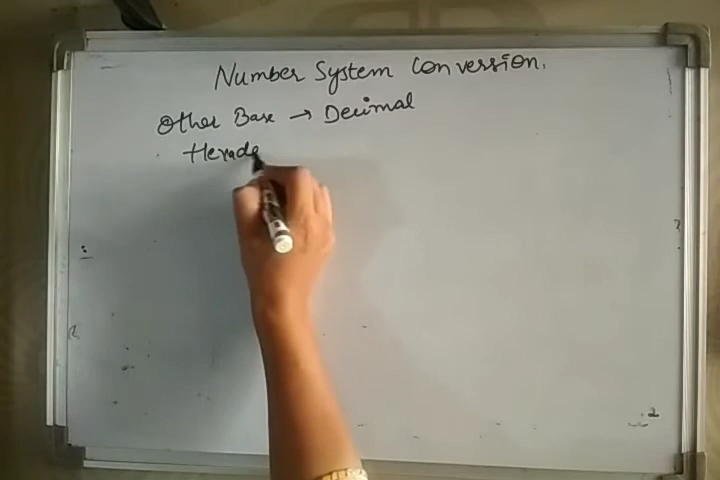 Number System Conversion.
Other Base → Decimal
Hexade